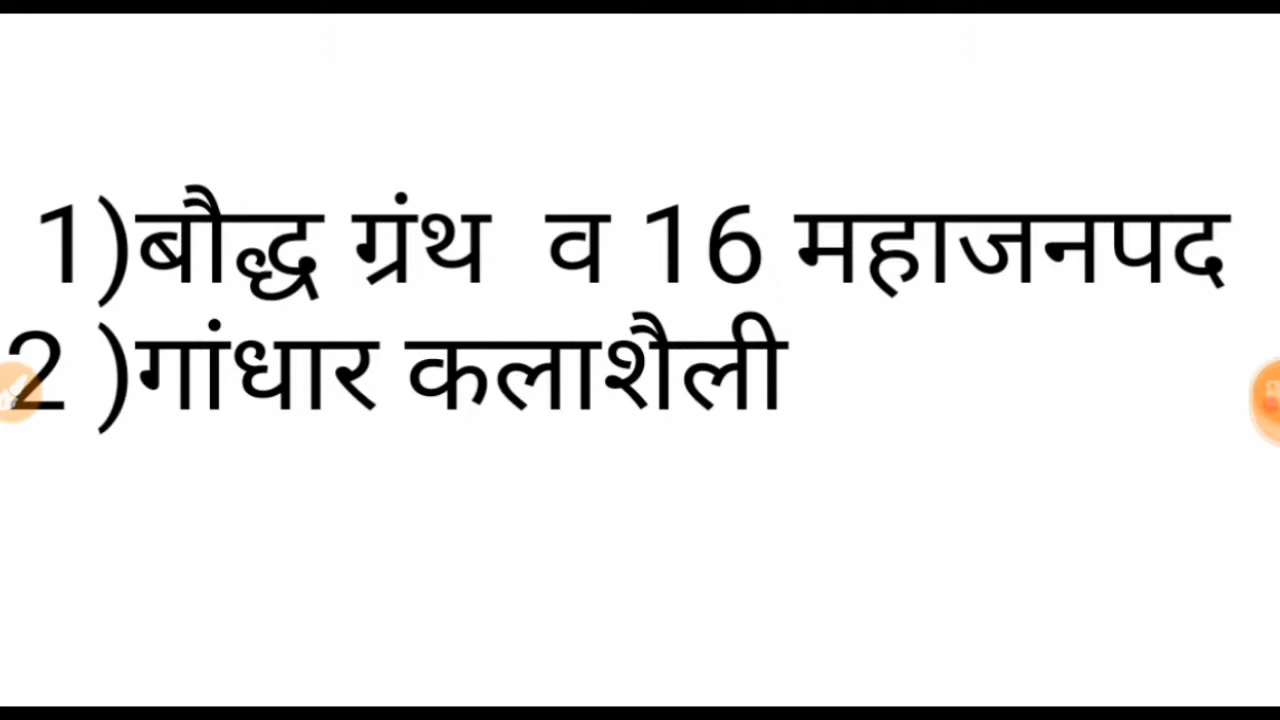 1)बौद्ध ग्रंथ व 16 महाजनपद
2 )गांधार कलाशैली